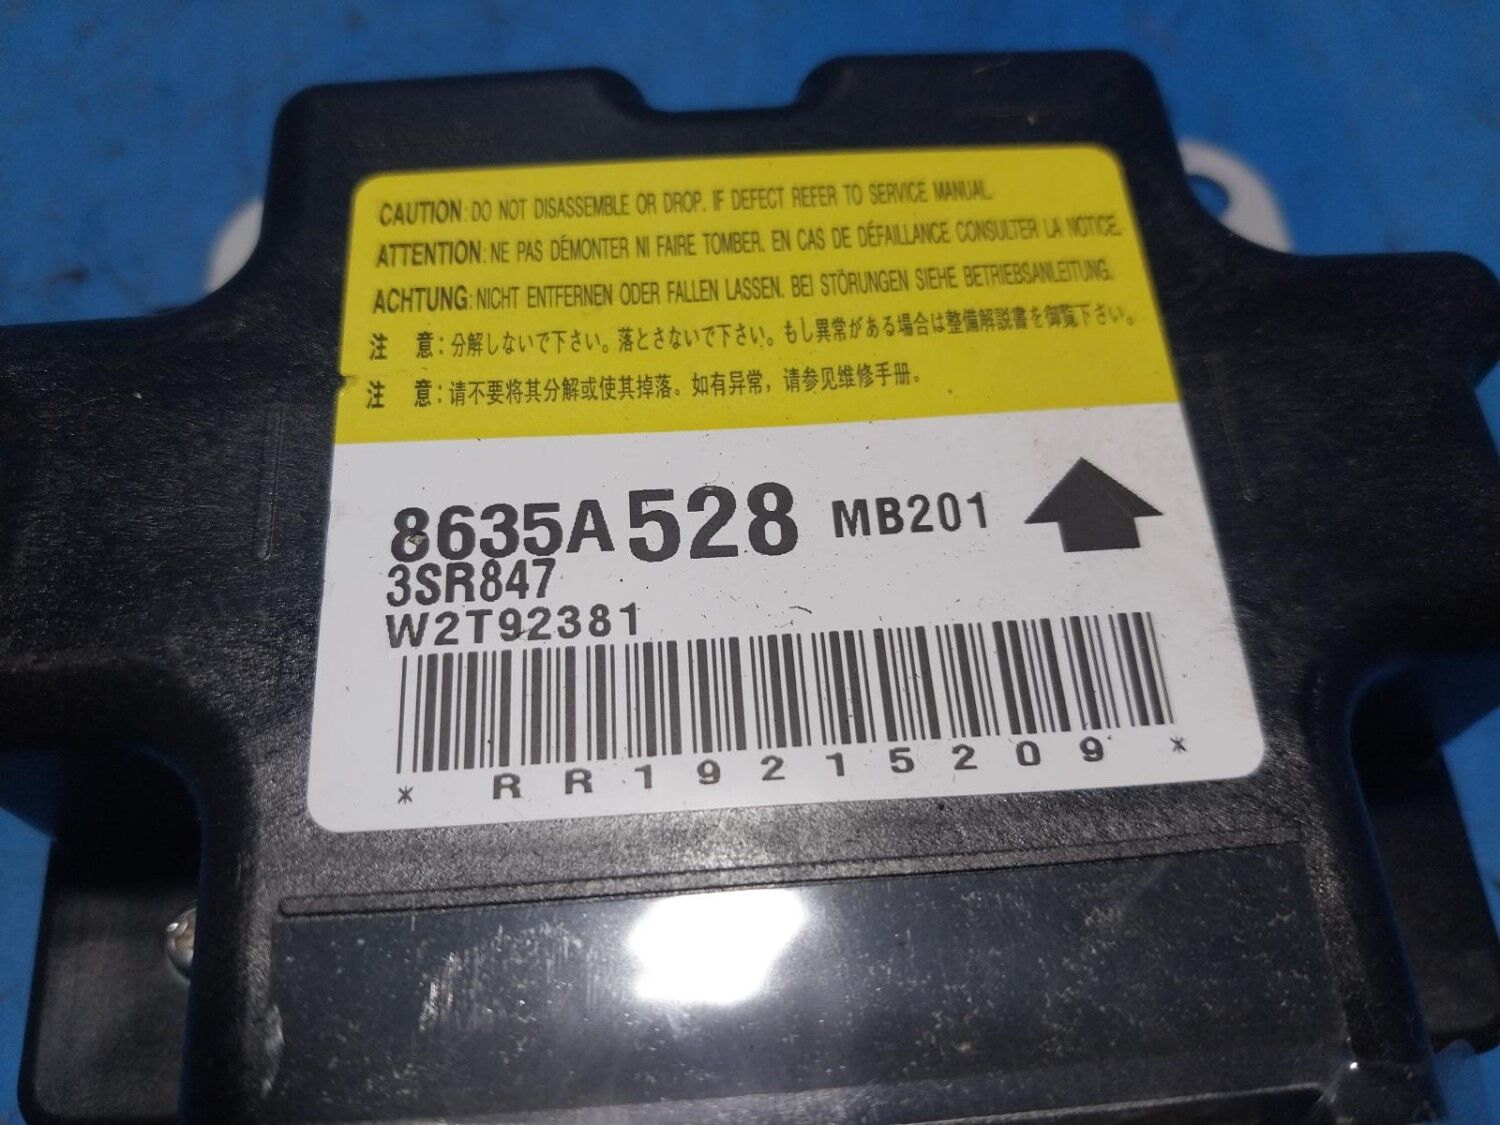 CAUTION: DO NOT DISASSEMBLE OR DROP. IF DEFECT REFER TO SERVICE MANUAL.
ATTENTION: NE PAS DÉMONTER NI FAIRE TOMBER. EN CAS DE DÉFAILLANCE CONSULTER LA NOTICE.
ACHTUNG: NICHT ENTFERNEN ODER FALLEN LASSEN. BEI STÖRUNGEN SIEHE BETRIEBSANLEITUNG.
注 意：分解しないで下さい。落とさないで下さい。もし異常がある場合は整備解説書を御覧下さい。
注 意：请不要将其分解或使其掉落。如有异常，请参见维修手册。
8635A528 MB201
3SR847
W2T92381
* RR19215209 *